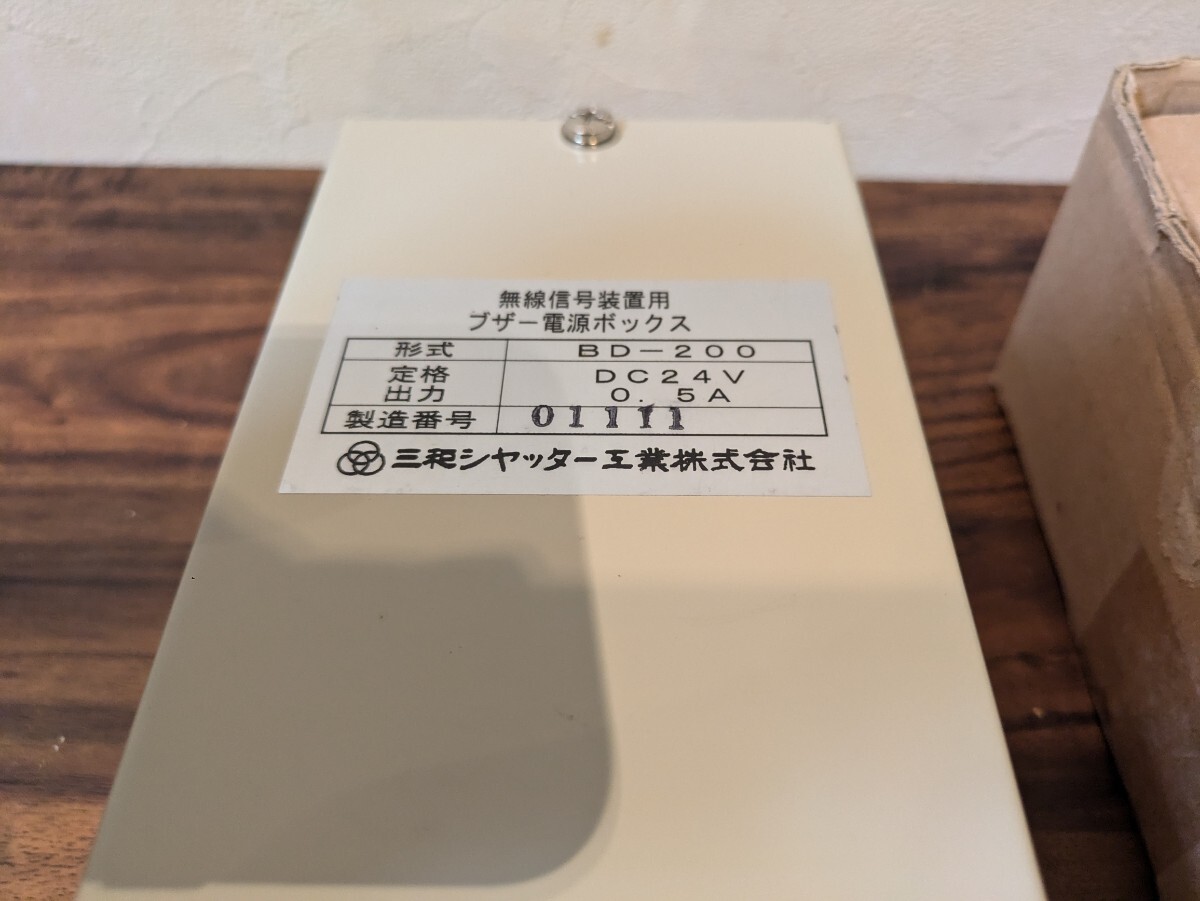 無線信号装置用
ブザー電源ボックス
形式 BD-200
定格 DC24V
出力 0.5A
製造番号 01111
三和シヤッター工業株式会社